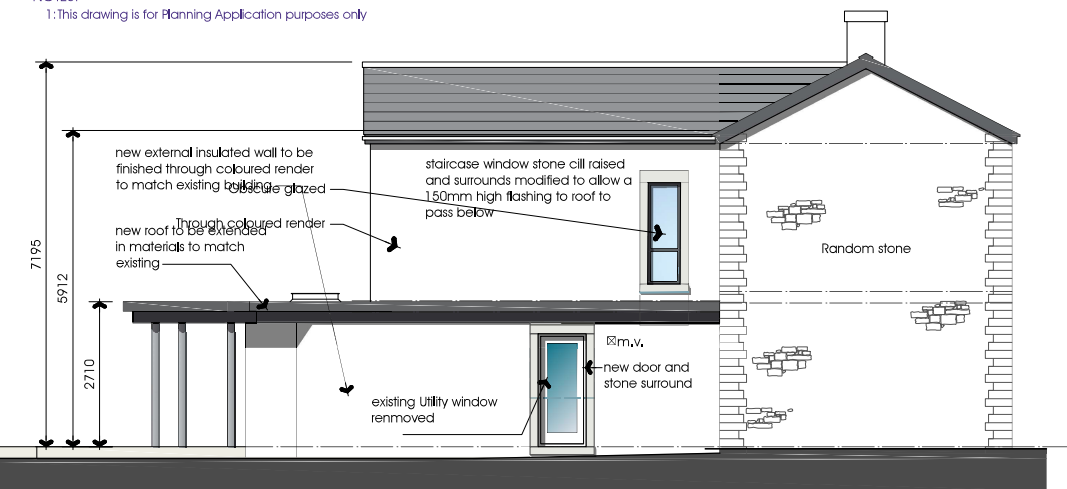 1: This drawing is for Planning Application purposes only
new external insulated wall to be
finished through coloured render
to match existing building
Obscure glazed
Through coloured render
new roof to be extended
in materials to match
existing
staircase window stone cill raised
and surrounds modified to allow a
150mm high flashing to roof to
pass below
Random stone
7195
5912
2710
m.v.
new door and
stone surround
existing Utility window
renmoved